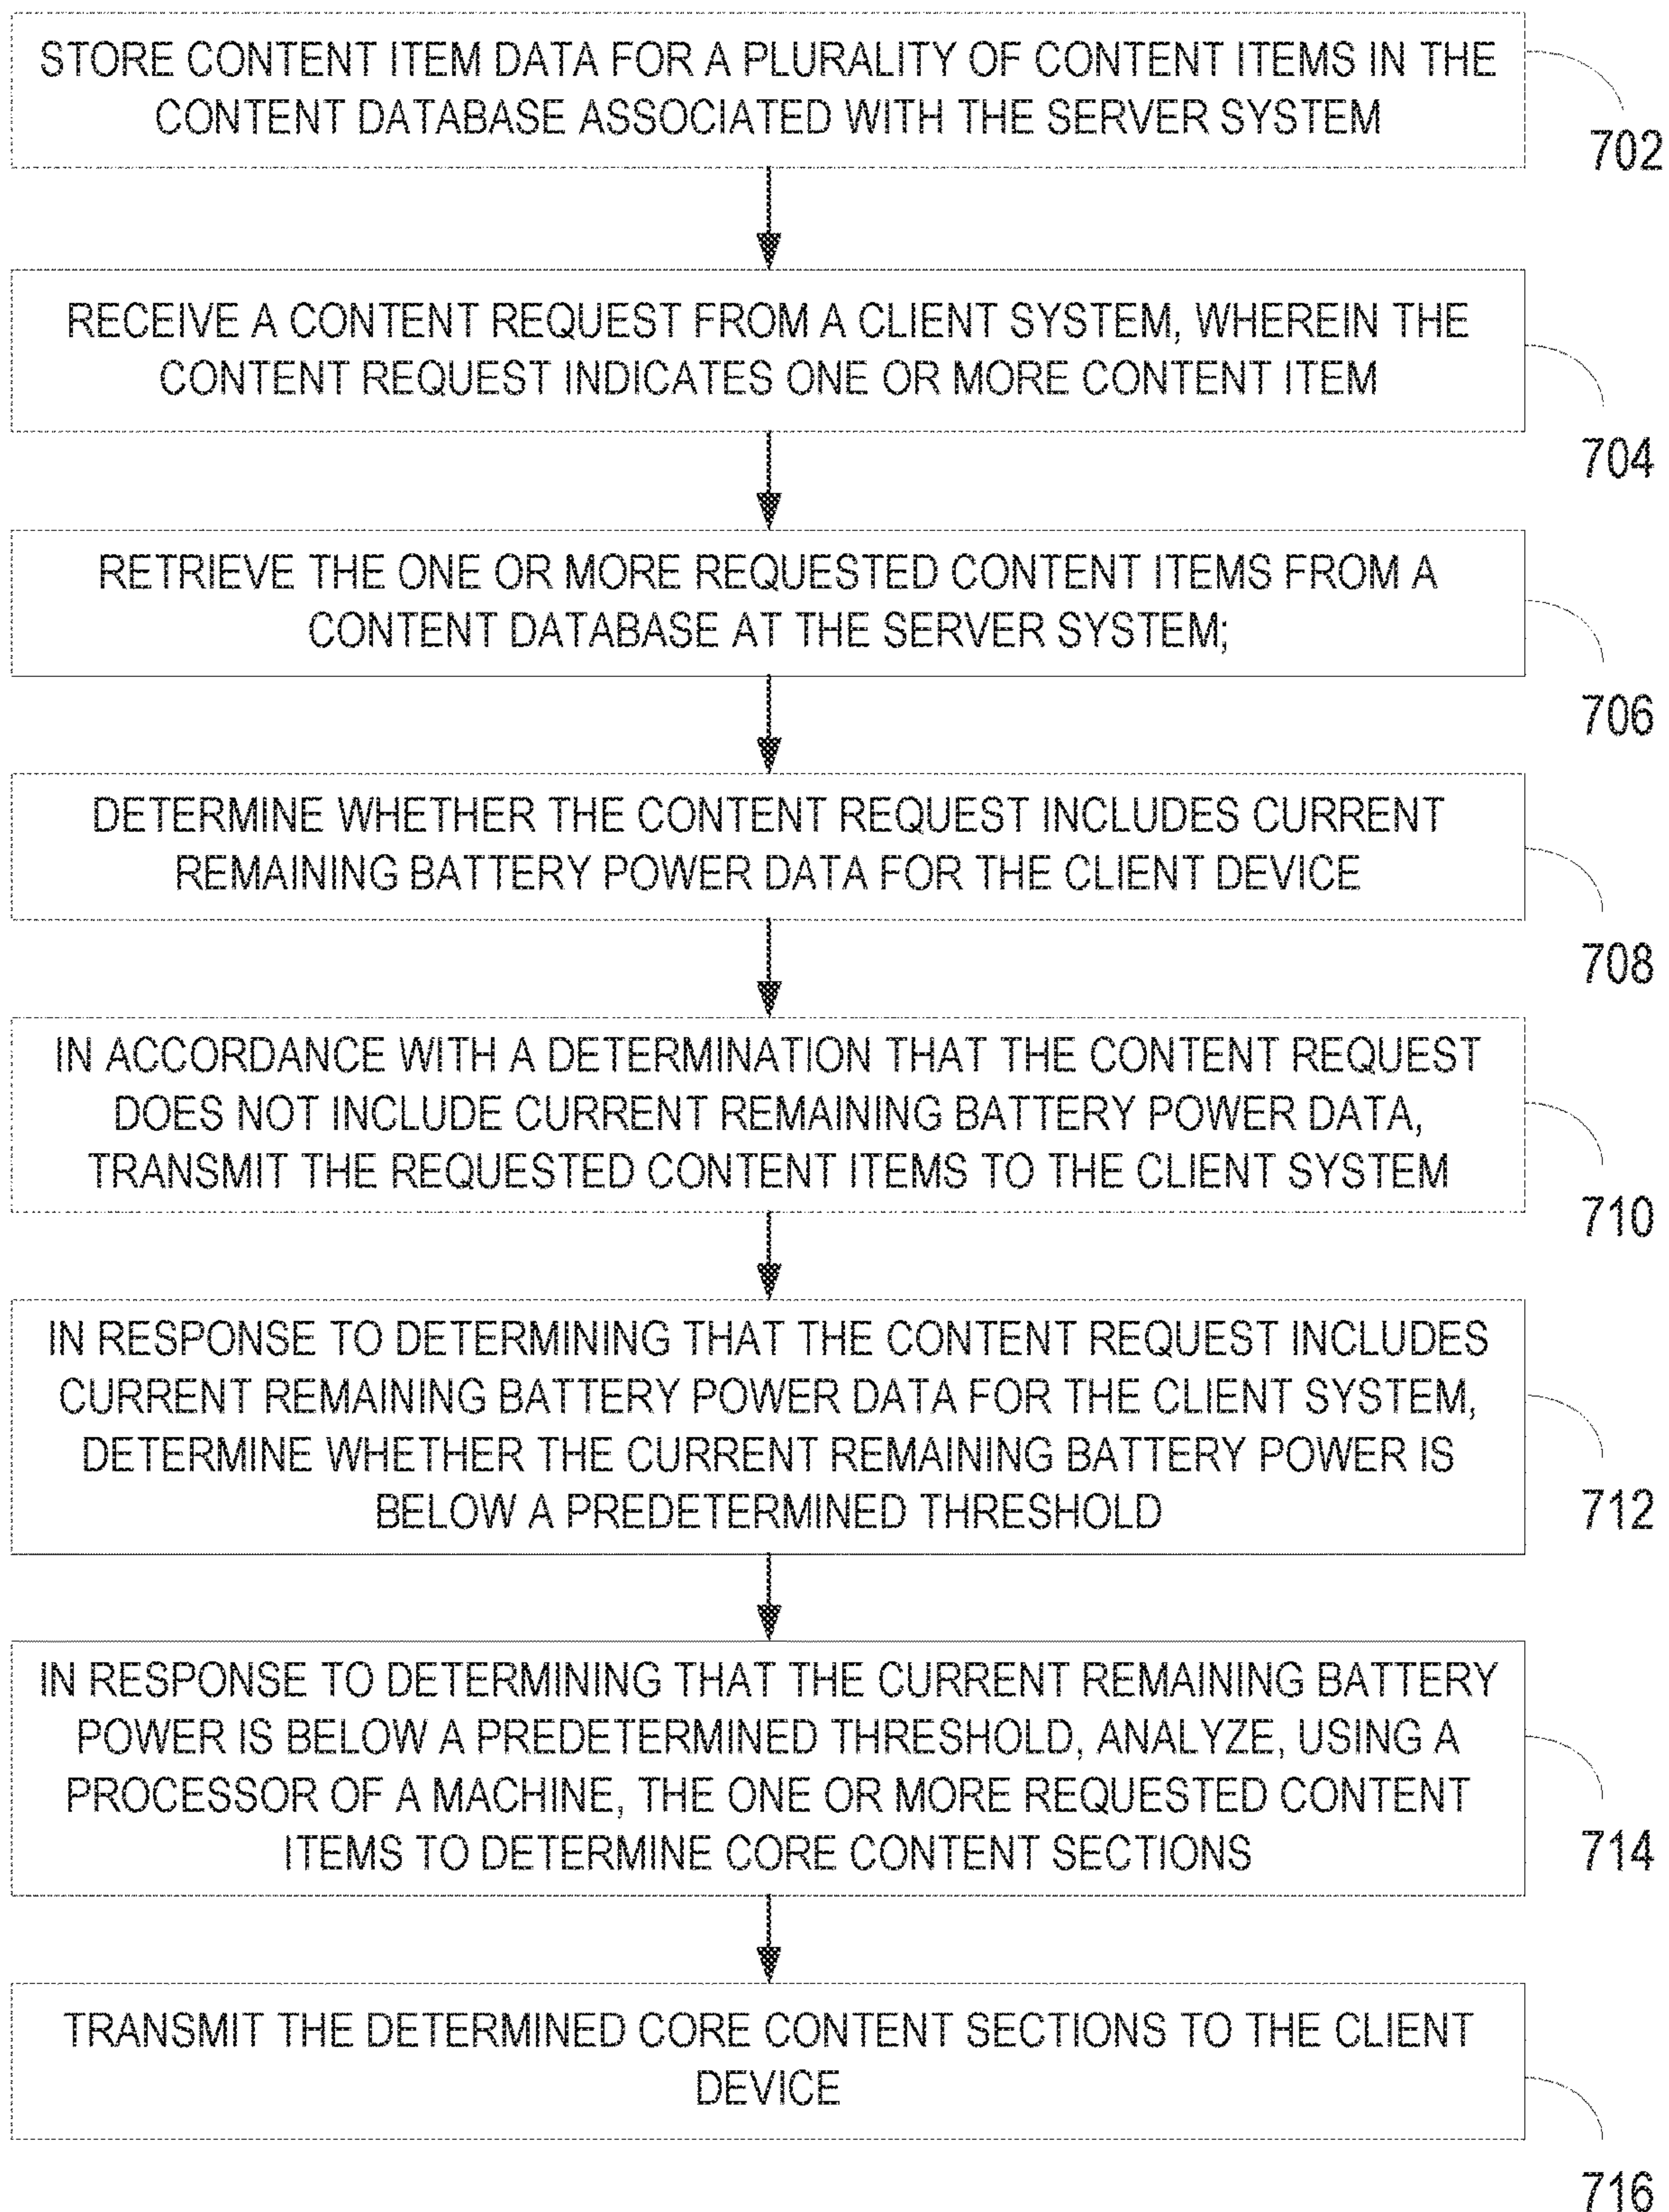 STORE CONTENT ITEM DATA FOR A PLURALITY OF CONTENT ITEMS IN THE
CONTENT DATABASE ASSOCIATED WITH THE SERVER SYSTEM
702
RECEIVE A CONTENT REQUEST FROM A CLIENT SYSTEM, WHEREIN THE
CONTENT REQUEST INDICATES ONE OR MORE CONTENT ITEM
704
RETRIEVE THE ONE OR MORE REQUESTED CONTENT ITEMS FROM A
CONTENT DATABASE AT THE SERVER SYSTEM;
706
DETERMINE WHETHER THE CONTENT REQUEST INCLUDES CURRENT
REMAINING BATTERY POWER DATA FOR THE CLIENT DEVICE
708
IN ACCORDANCE WITH A DETERMINATION THAT THE CONTENT REQUEST
DOES NOT INCLUDE CURRENT REMAINING BATTERY POWER DATA,
TRANSMIT THE REQUESTED CONTENT ITEMS TO THE CLIENT SYSTEM
710
IN RESPONSE TO DETERMINING THAT THE CONTENT REQUEST INCLUDES
CURRENT REMAINING BATTERY POWER DATA FOR THE CLIENT SYSTEM,
DETERMINE WHETHER THE CURRENT REMAINING BATTERY POWER IS
BELOW A PREDETERMINED THRESHOLD
712
IN RESPONSE TO DETERMINING THAT THE CURRENT REMAINING BATTERY
POWER IS BELOW A PREDETERMINED THRESHOLD, ANALYZE, USING A
PROCESSOR OF A MACHINE, THE ONE OR MORE REQUESTED CONTENT
ITEMS TO DETERMINE CORE CONTENT SECTIONS
714
TRANSMIT THE DETERMINED CORE CONTENT SECTIONS TO THE CLIENT
DEVICE
716